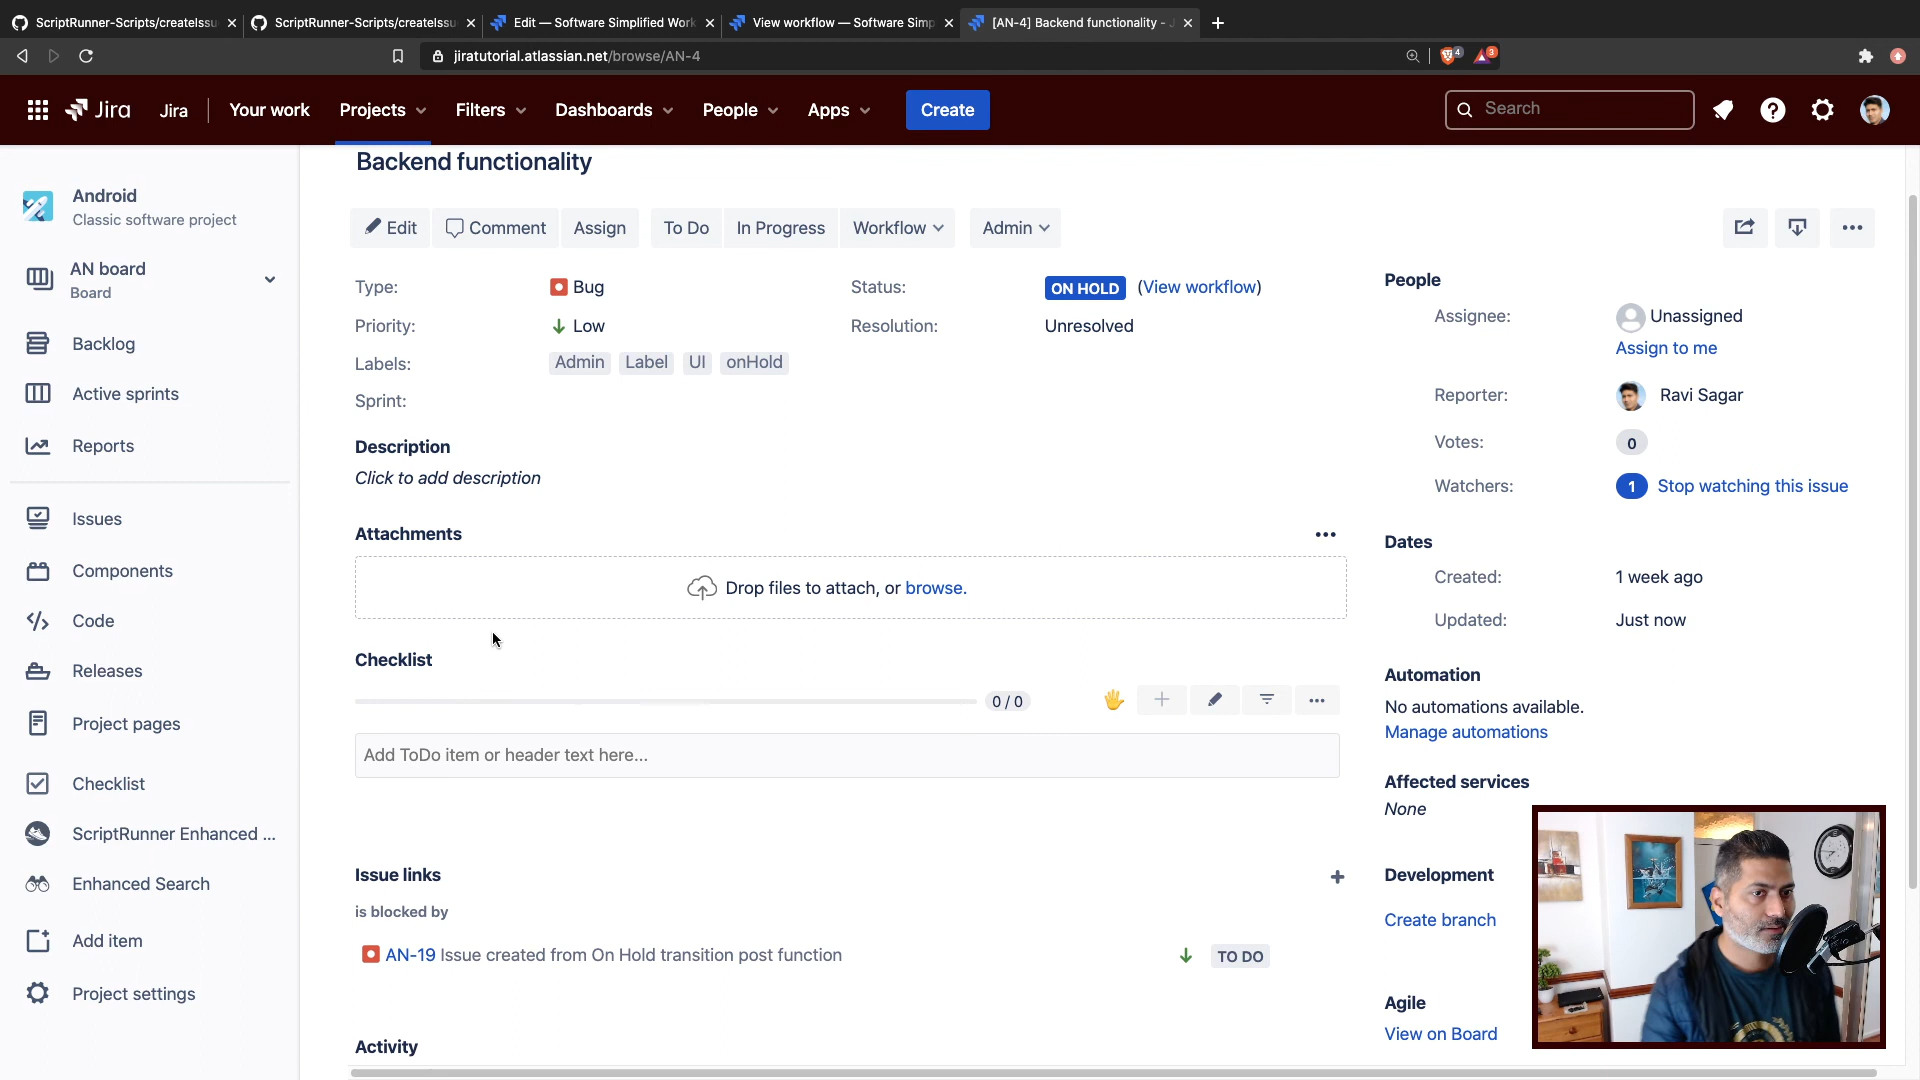 ScriptRunner-Scripts/createIssu
ScriptRunner-Scripts/createIssu
Edit — Software Simplified Work
View workflow — Software Simp
[AN-4] Backend functionality - J
jiratutorial.atlassian.net/browse/AN-4
4
3
Jira
Jira
Your work
Projects
Filters
Dashboards
People
Apps
Create
Search
Android
Classic software project
AN board
Board
Backlog
Active sprints
Reports
Issues
Components
Code
Releases
Project pages
Checklist
ScriptRunner Enhanced ...
Enhanced Search
Add item
Project settings
Backend functionality
Edit
Comment
Assign
To Do
In Progress
Workflow
Admin
Type: Bug
Status: ON HOLD (View workflow)
Priority: Low
Resolution: Unresolved
Labels: Admin Label UI onHold
Sprint:
Description
Click to add description
Attachments
Drop files to attach, or browse.
Checklist
0 / 0
Add ToDo item or header text here...
Issue links
is blocked by
AN-19 Issue created from On Hold transition post function
TO DO
Activity
People
Assignee: Unassigned
Assign to me
Reporter: Ravi Sagar
Votes: 0
Watchers: 1 Stop watching this issue
Dates
Created: 1 week ago
Updated: Just now
Automation
No automations available.
Manage automations
Affected services
None
Development
Create branch
Agile
View on Board